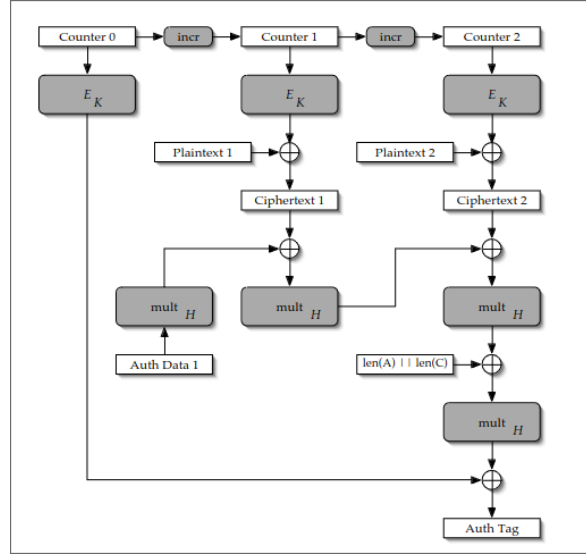 Counter 0
incr
Counter 1
incr
Counter 2
E K
E K
E K
Plaintext 1
Plaintext 2
Ciphertext 1
Ciphertext 2
mult H
mult H
mult H
Auth Data 1
len(A) || len(C)
mult H
Auth Tag